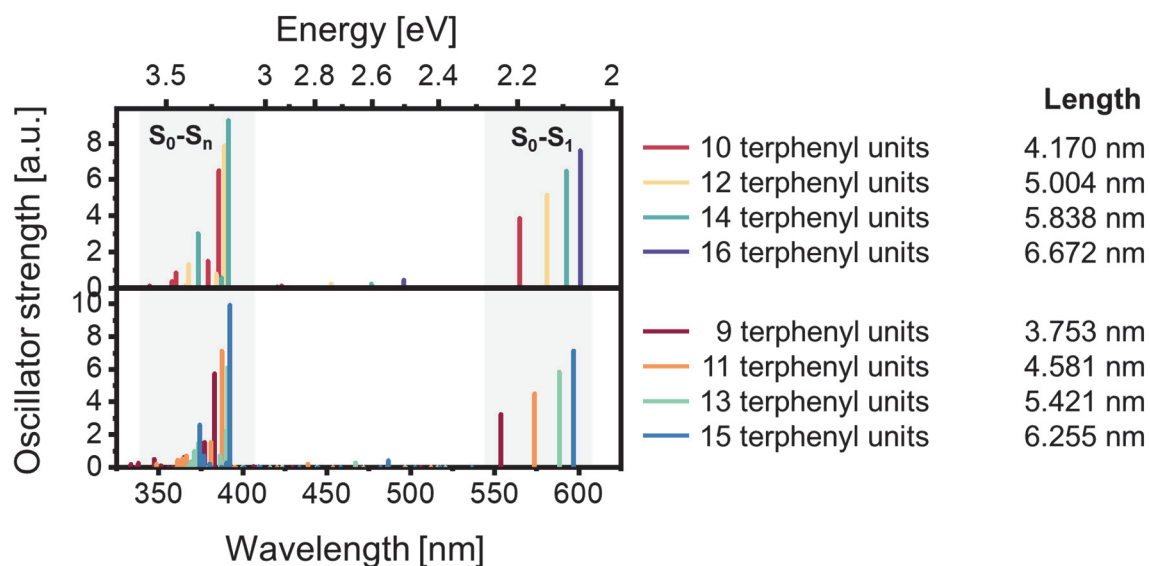 Energy [eV]
3.5 3 2.8 2.6 2.4 2.2 2
Length
Oscillator strength [a.u.]
8
6
4
2
0
S0-Sn
S0-S1
10 terphenyl units 4.170 nm
12 terphenyl units 5.004 nm
14 terphenyl units 5.838 nm
16 terphenyl units 6.672 nm
10
8
6
4
2
0
9 terphenyl units 3.753 nm
11 terphenyl units 4.581 nm
13 terphenyl units 5.421 nm
15 terphenyl units 6.255 nm
350 400 450 500 550 600
Wavelength [nm]